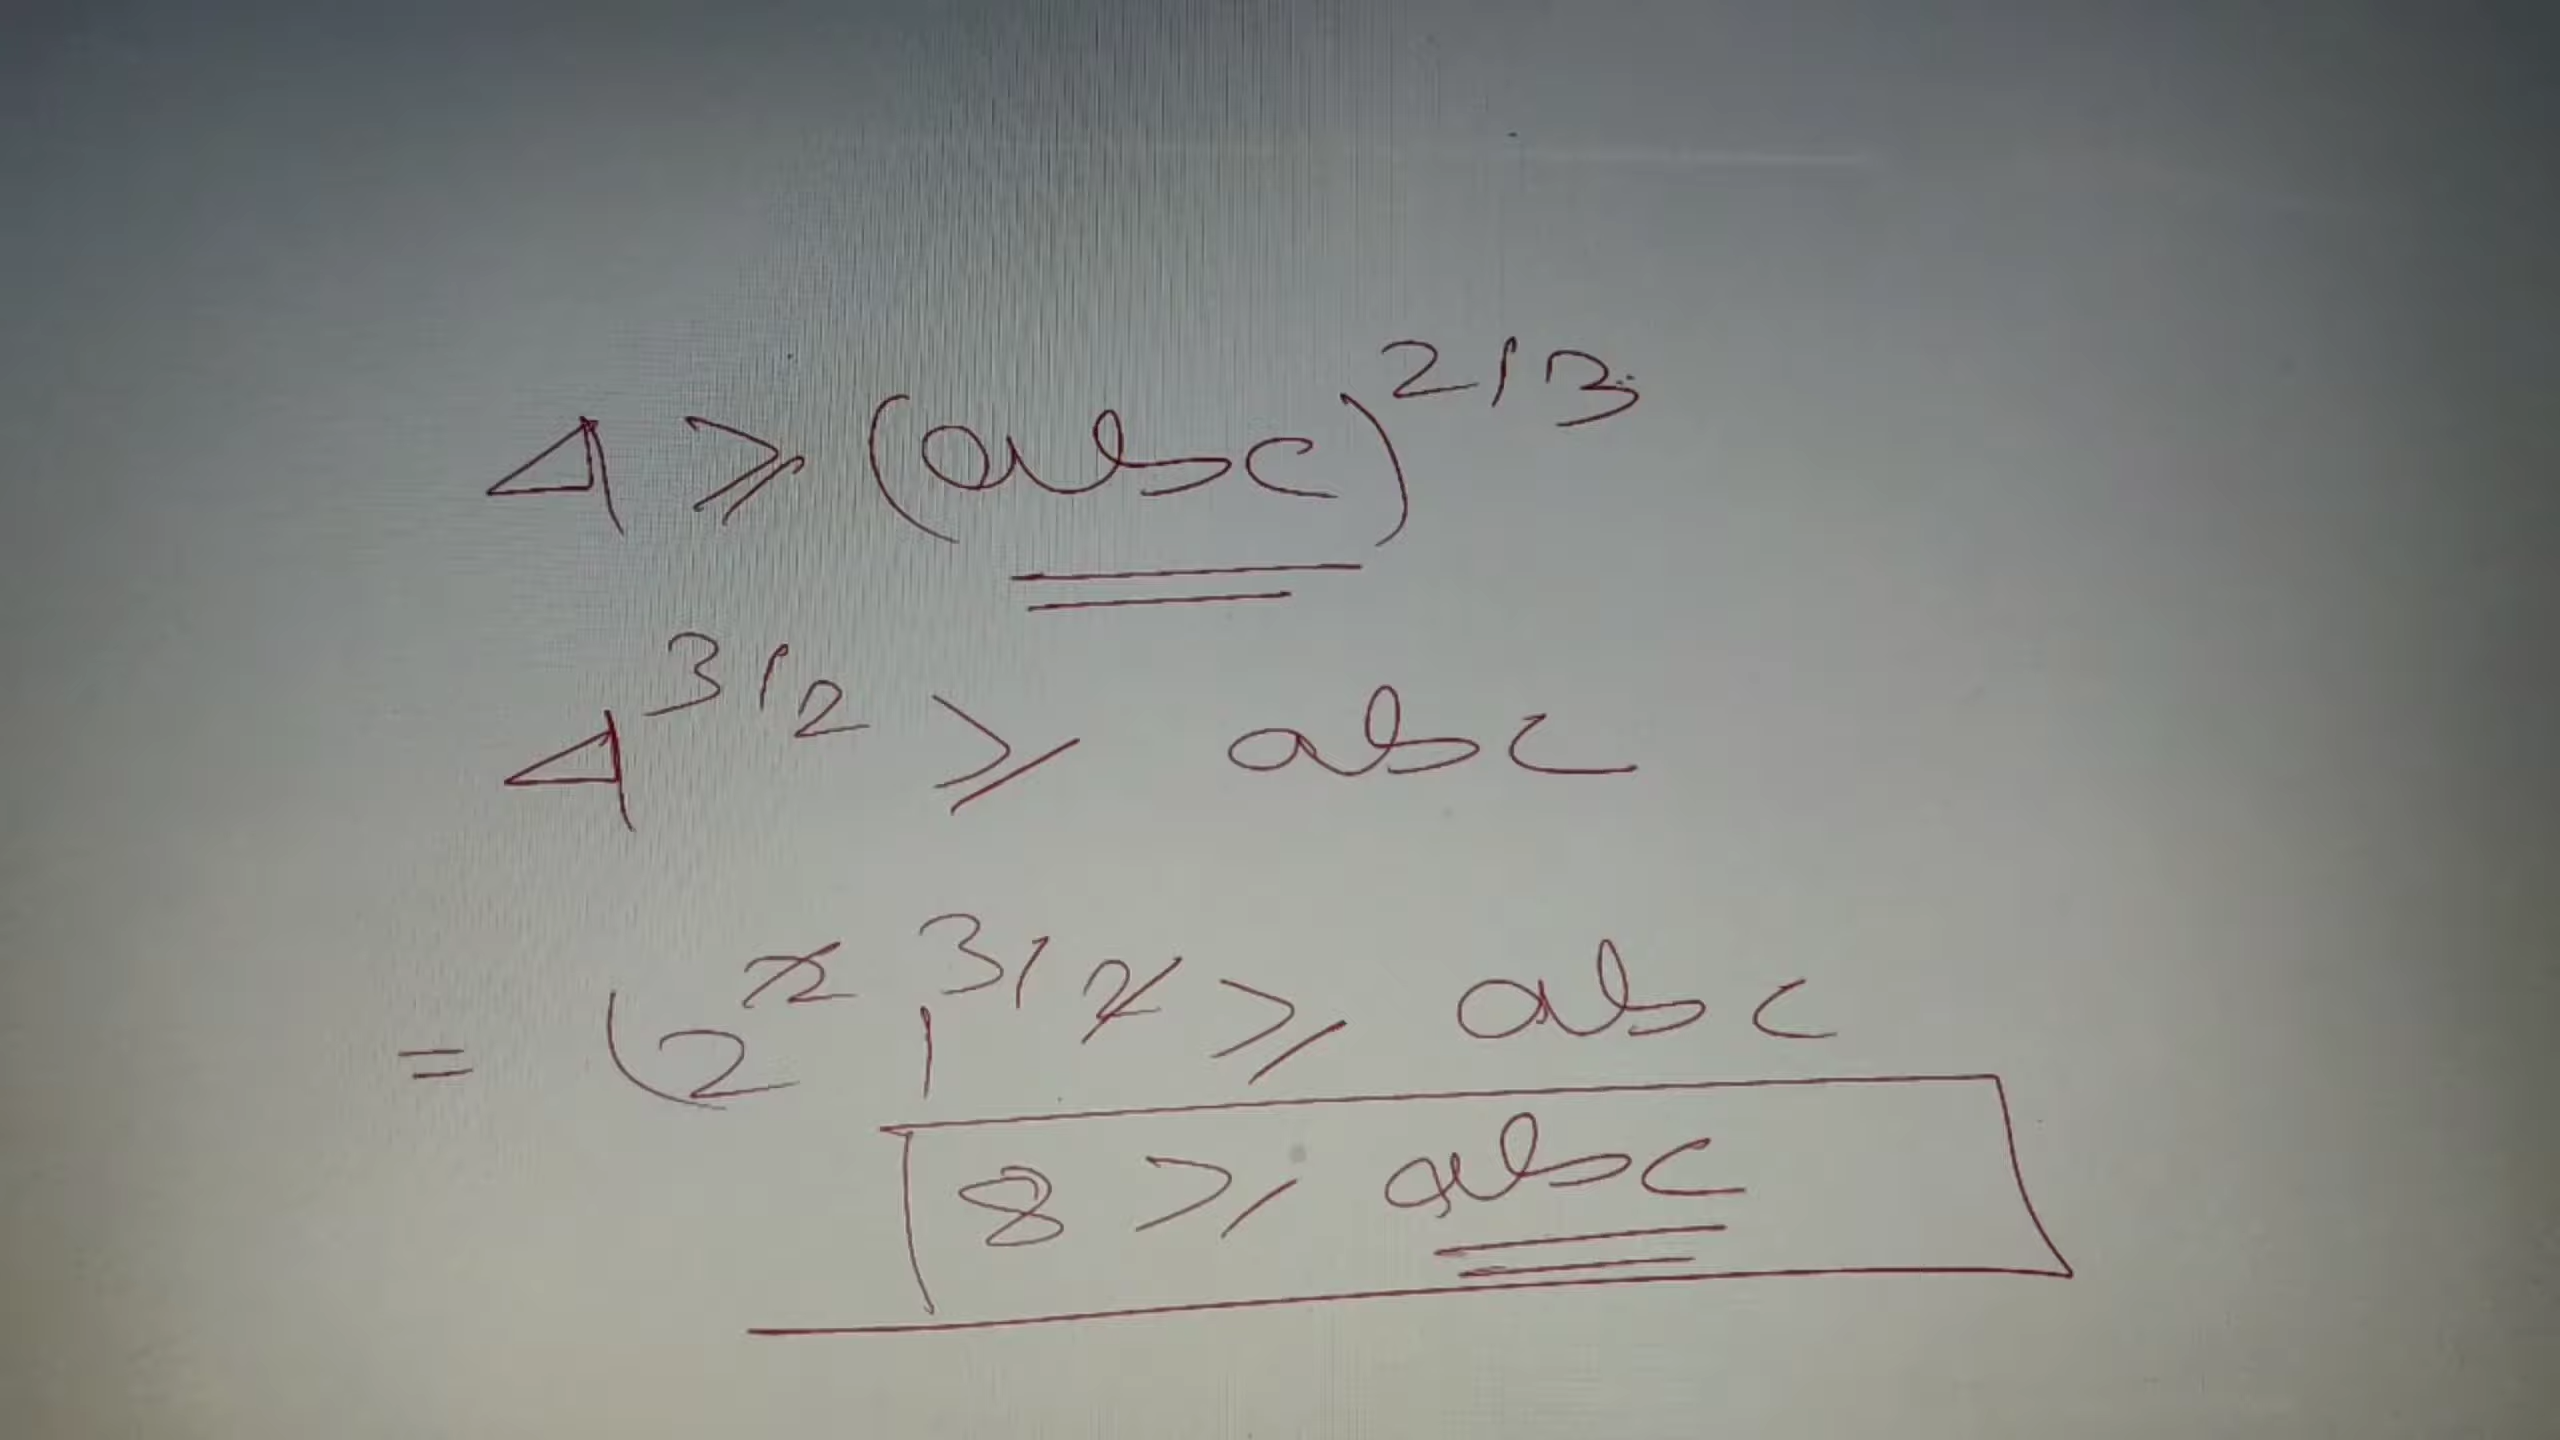 4 ≥ (abc)^2/3
4^3/2 ≥ abc
= (2^2)^3/2 ≥ abc
8 ≥ abc